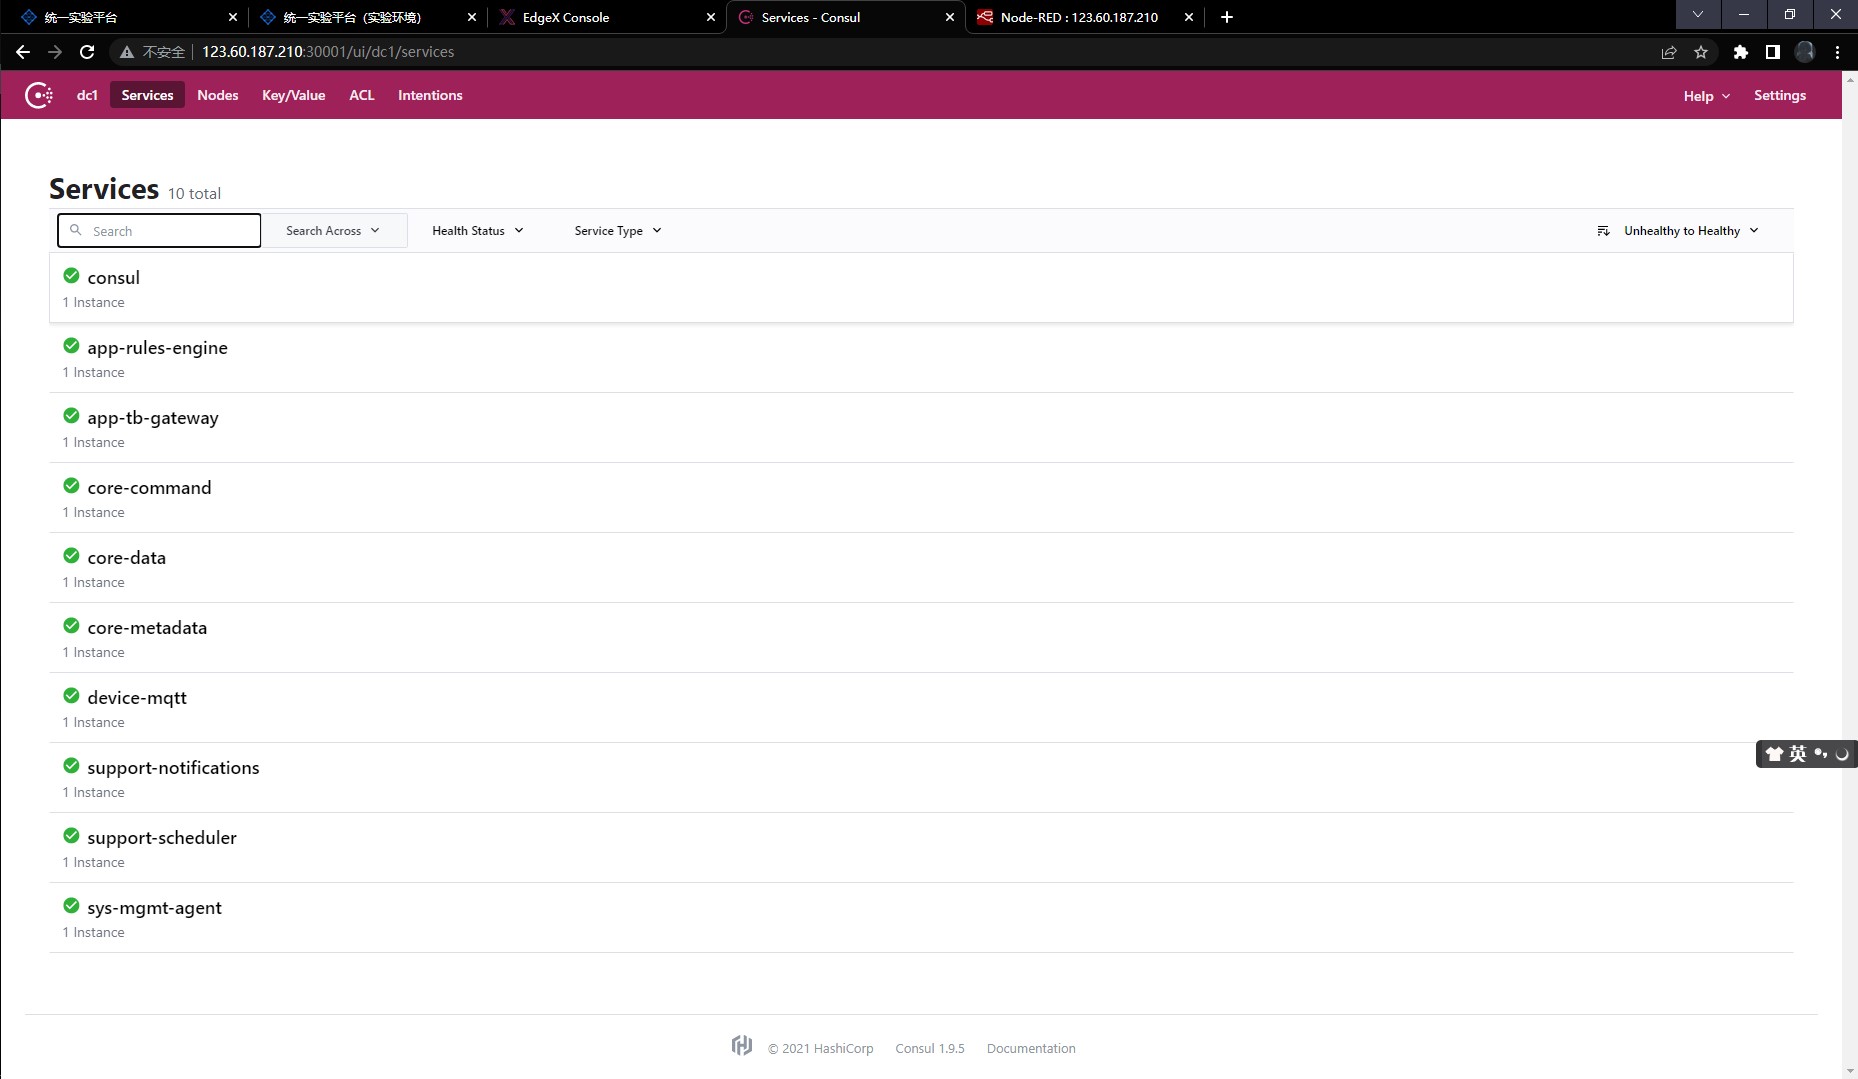 统一实验平台
统一实验平台（实验环境）
EdgeX Console
Services - Consul
Node-RED : 123.60.187.210
不安全
123.60.187.210:30001/ui/dc1/services
dc1
Services
Nodes
Key/Value
ACL
Intentions
Help
Settings
Services 10 total
Search
Search Across
Health Status
Service Type
Unhealthy to Healthy
consul
1 Instance
app-rules-engine
1 Instance
app-tb-gateway
1 Instance
core-command
1 Instance
core-data
1 Instance
core-metadata
1 Instance
device-mqtt
1 Instance
英
support-notifications
1 Instance
support-scheduler
1 Instance
sys-mgmt-agent
1 Instance
© 2021 HashiCorp
Consul 1.9.5
Documentation